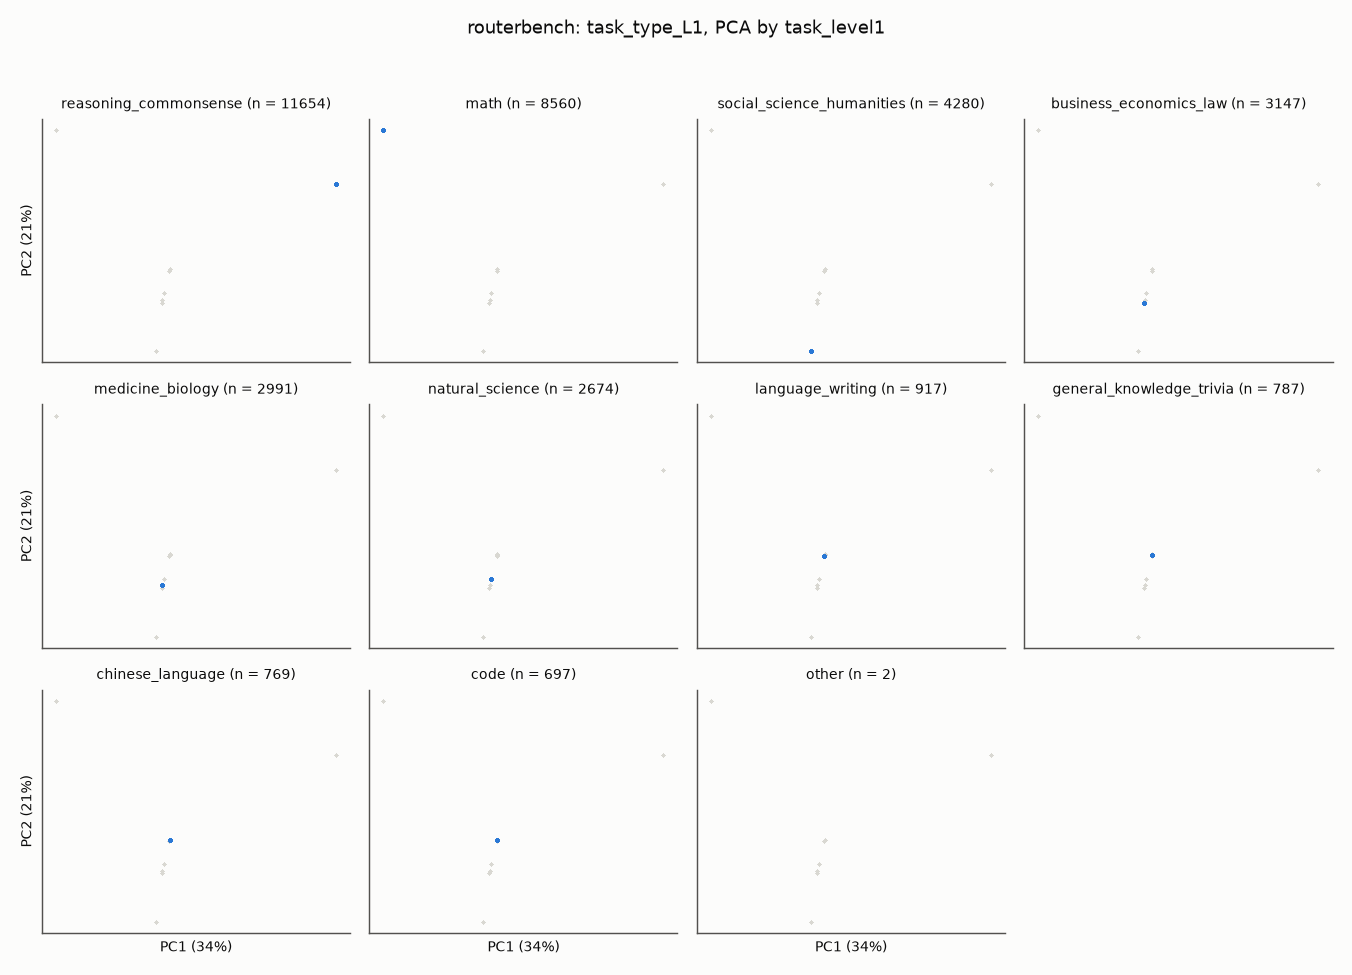 routerbench: task_type_L1, PCA by task_level1
reasoning_commonsense (n = 11654)
math (n = 8560)
social_science_humanities (n = 4280)
business_economics_law (n = 3147)
PC2 (21%)
medicine_biology (n = 2991)
natural_science (n = 2674)
language_writing (n = 917)
general_knowledge_trivia (n = 787)
PC2 (21%)
chinese_language (n = 769)
code (n = 697)
other (n = 2)
PC2 (21%)
PC1 (34%)
PC1 (34%)
PC1 (34%)